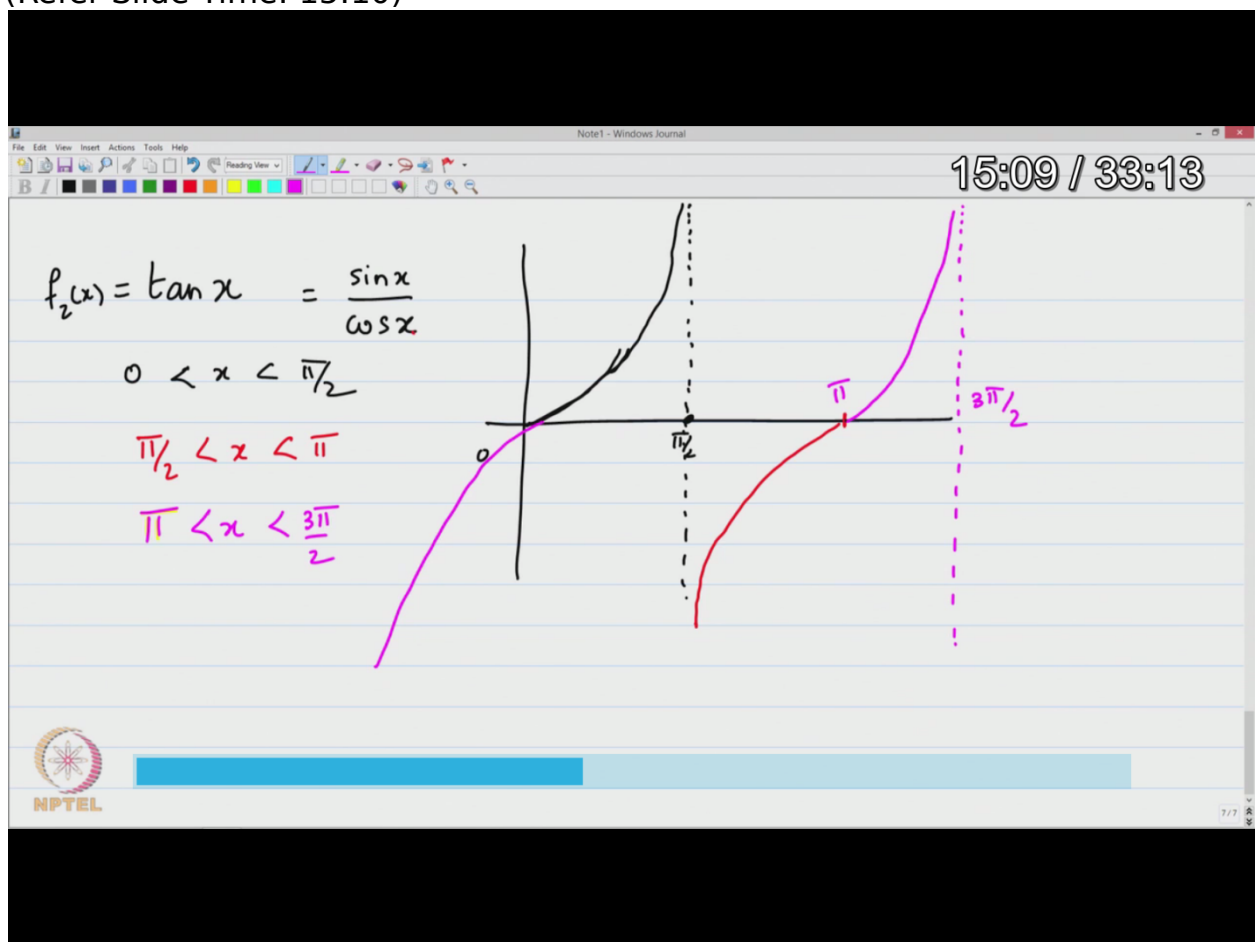 Note1 - Windows Journal
File Edit View Insert Actions Tools Help
Reading View
B I
15:09 / 33:13
f₂(x) = tan x = sin x / cos x
0 < x < π/2
π/2 < x < π
π < x < 3π/2
0
π/2
π
3π/2
NPTEL
7/7